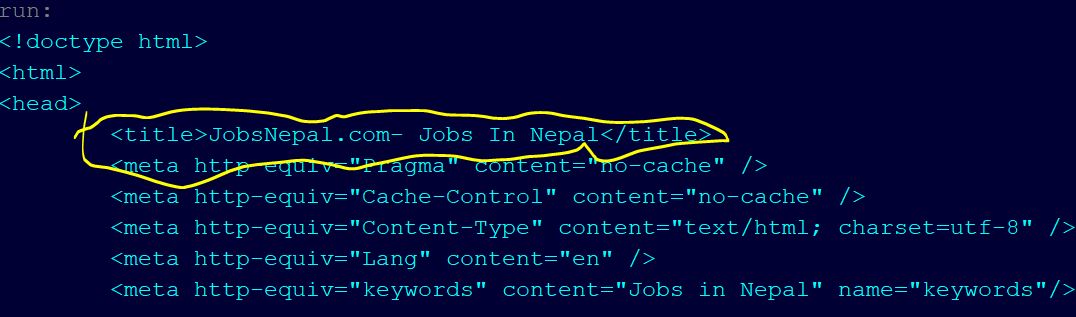 run:
<!doctype html>
<html>
<head>
<title>JobsNepal.com- Jobs In Nepal</title>
<meta http-equiv="Pragma" content="no-cache" />
<meta http-equiv="Cache-Control" content="no-cache" />
<meta http-equiv="Content-Type" content="text/html; charset=utf-8" />
<meta http-equiv="Lang" content="en" />
<meta http-equiv="keywords" content="Jobs in Nepal" name="keywords"/>